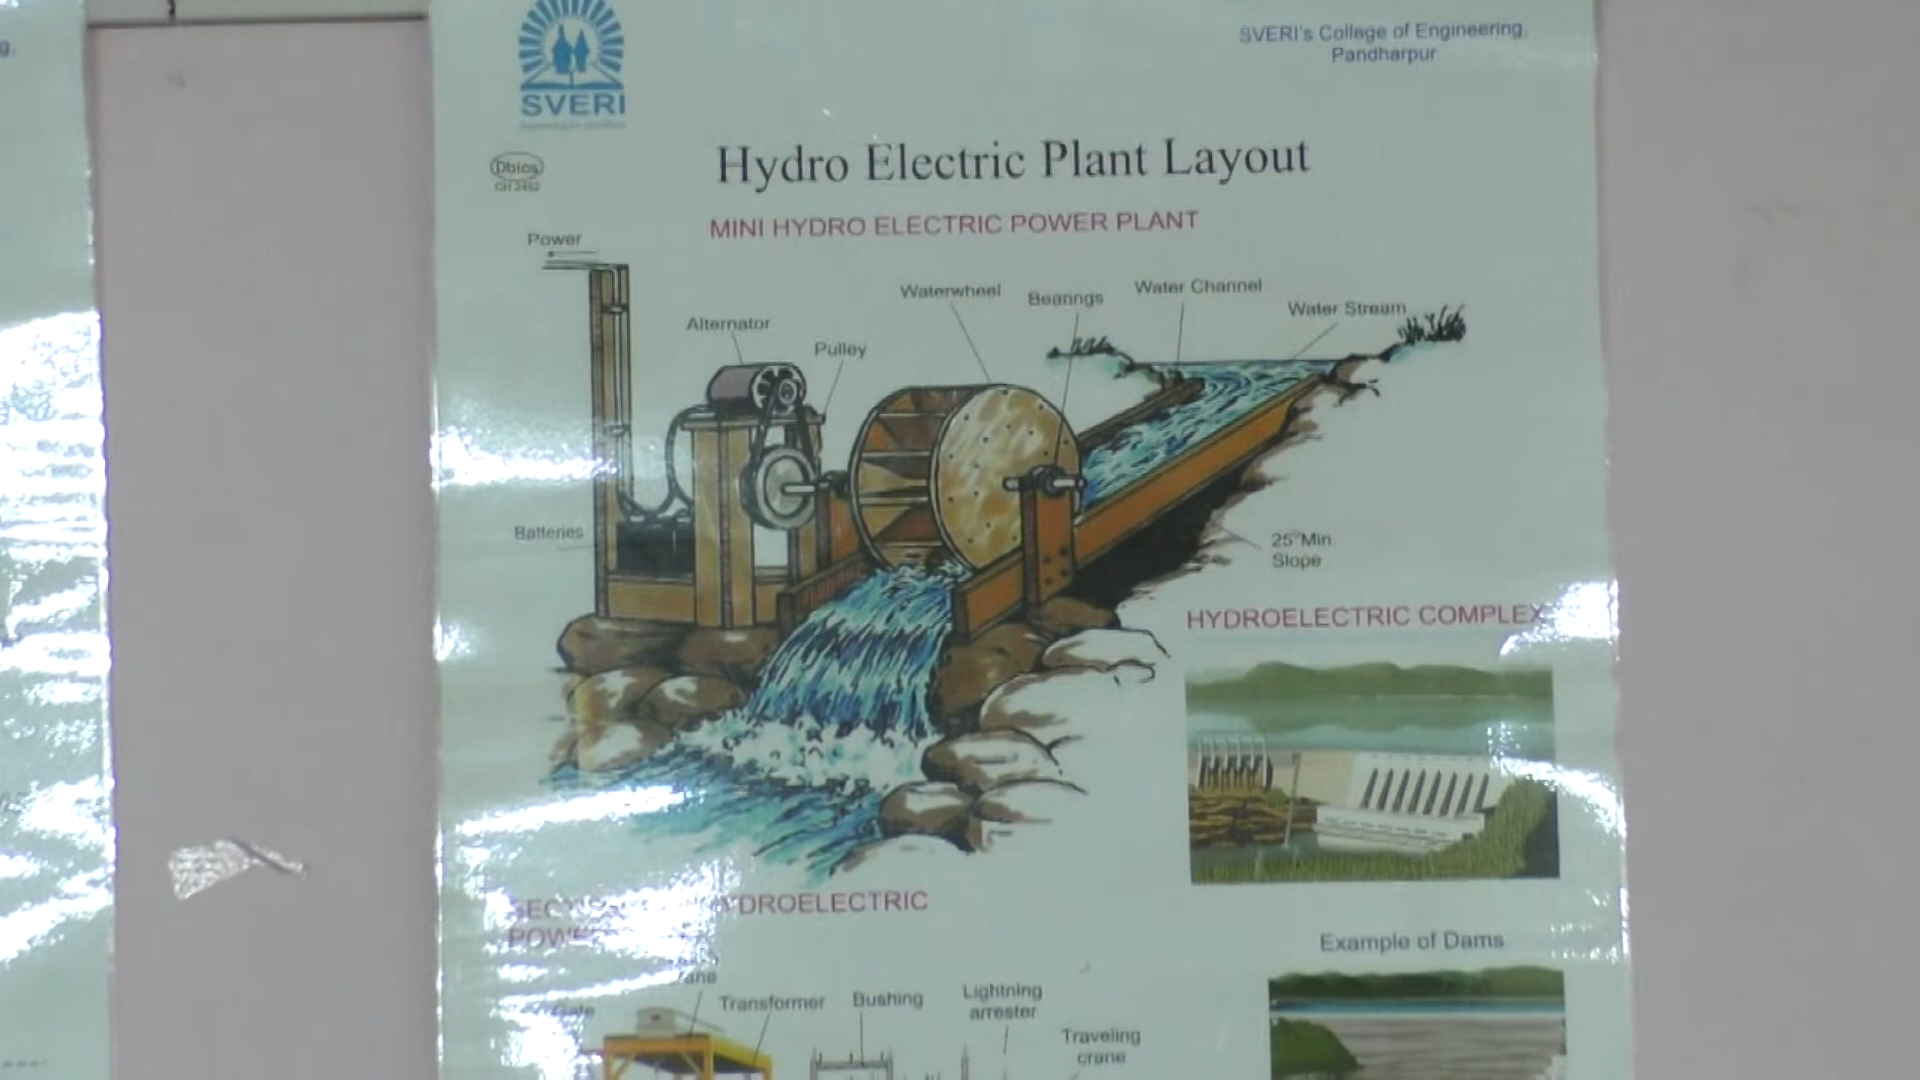 SVERI's College of Engineering,
Pandharpur
SVERI
Dbios
Hydro Electric Plant Layout
MINI HYDRO ELECTRIC POWER PLANT
Power
Waterwheel
Bearings
Water Channel
Water Stream
Alternator
Pulley
Batteries
25°Min.
Slope
HYDROELECTRIC COMPLEX
HYDROELECTRIC
Example of Dams
Transformer
Bushing
Lightning
arrester
Traveling
crane